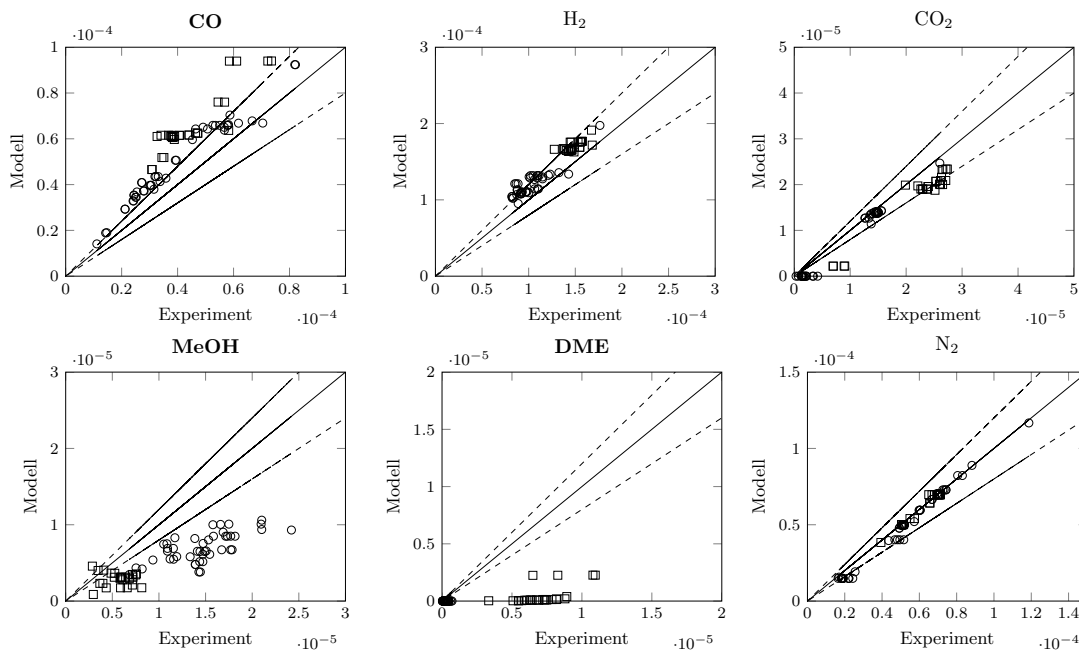 CO
·10⁻⁴
1
0.8
0.6
0.4
0.2
0
0 0.2 0.4 0.6 0.8 1
Modell
Experiment
·10⁻⁴
H₂
·10⁻⁴
3
2
1
0
0 0.5 1 1.5 2 2.5 3
Modell
Experiment
·10⁻⁴
CO₂
·10⁻⁵
5
4
3
2
1
0
0 1 2 3 4 5
Modell
Experiment
·10⁻⁵
MeOH
·10⁻⁵
3
2
1
0
0 0.5 1 1.5 2 2.5 3
Modell
Experiment
·10⁻⁵
DME
·10⁻⁵
2
1.5
1
0.5
0
0 0.5 1 1.5 2
Modell
Experiment
·10⁻⁵
N₂
·10⁻⁴
1.5
1
0.5
0
0 0.2 0.4 0.6 0.8 1 1.2 1.4
Modell
Experiment
·10⁻⁴